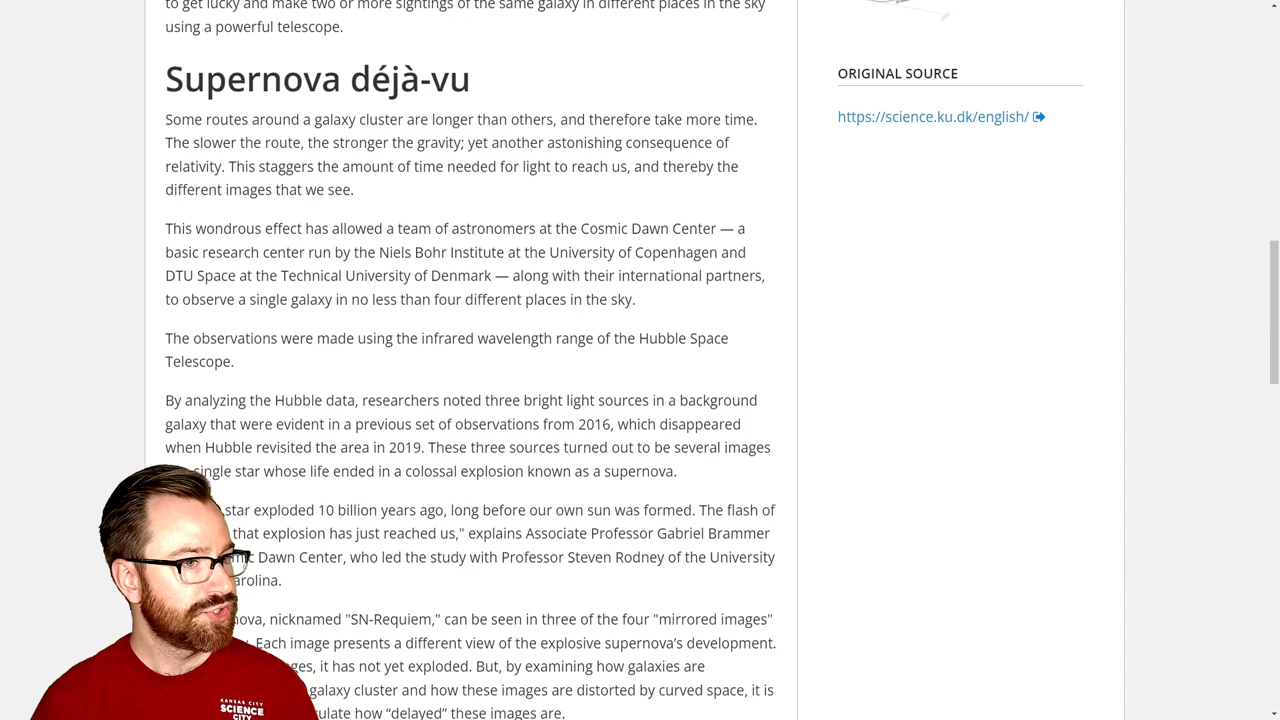 to get lucky and make two or more sightings of the same galaxy in different places in the sky
using a powerful telescope.
Supernova déjà-vu
Some routes around a galaxy cluster are longer than others, and therefore take more time.
The slower the route, the stronger the gravity; yet another astonishing consequence of
relativity. This staggers the amount of time needed for light to reach us, and thereby the
different images that we see.
This wondrous effect has allowed a team of astronomers at the Cosmic Dawn Center — a
basic research center run by the Niels Bohr Institute at the University of Copenhagen and
DTU Space at the Technical University of Denmark — along with their international partners,
to observe a single galaxy in no less than four different places in the sky.
The observations were made using the infrared wavelength range of the Hubble Space
Telescope.
By analyzing the Hubble data, researchers noted three bright light sources in a background
galaxy that were evident in a previous set of observations from 2016, which disappeared
when Hubble revisited the area in 2019. These three sources turned out to be several images
single star whose life ended in a colossal explosion known as a supernova.
star exploded 10 billion years ago, long before our own sun was formed. The flash of
that explosion has just reached us," explains Associate Professor Gabriel Brammer
Dawn Center, who led the study with Professor Steven Rodney of the University
nicknamed "SN-Requiem," can be seen in three of the four "mirrored images"
Each image presents a different view of the explosive supernova's development.
it has not yet exploded. But, by examining how galaxies are
galaxy cluster and how these images are distorted by curved space, it is
how “delayed” these images are.
ORIGINAL SOURCE
https://science.ku.dk/english/
KANSAS CITY
SCIENCE
CITY